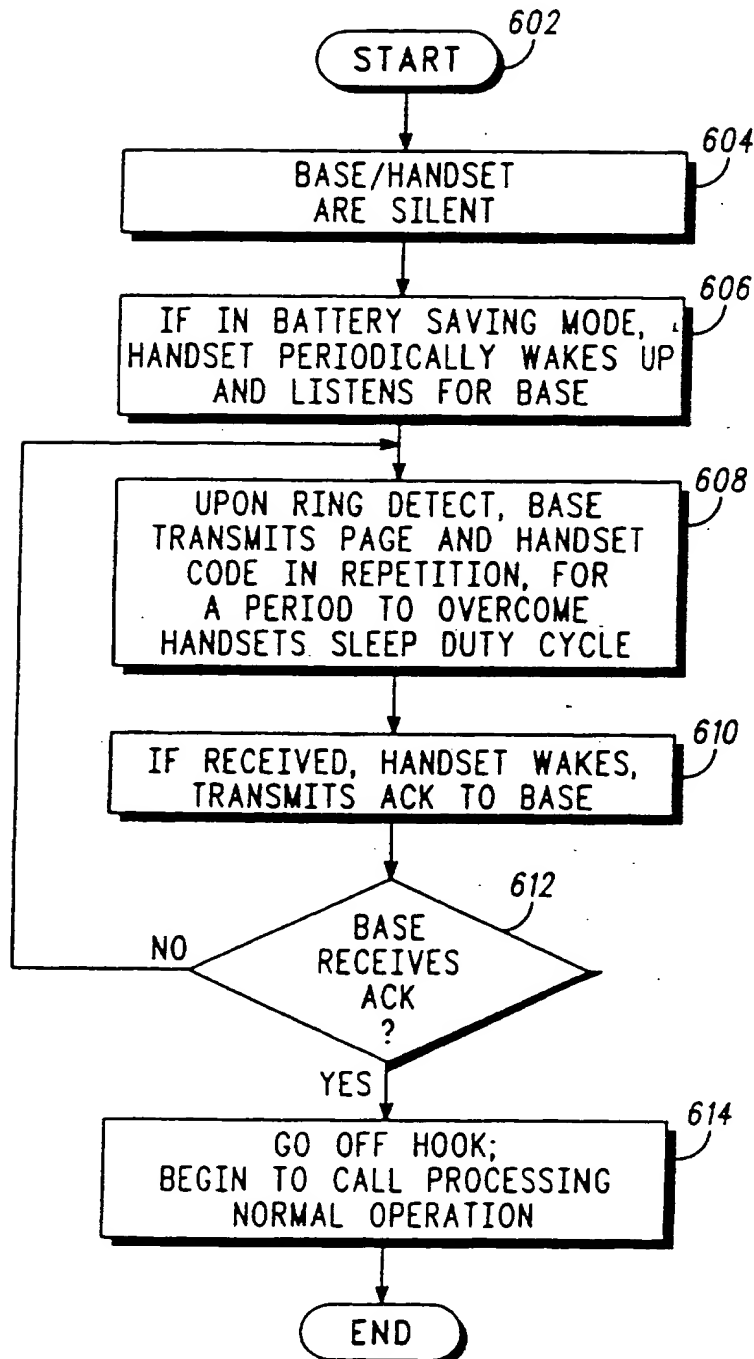 602
START
604
BASE/HANDSET
ARE SILENT
606
IF IN BATTERY SAVING MODE,
HANDSET PERIODICALLY WAKES UP
AND LISTENS FOR BASE
608
UPON RING DETECT, BASE
TRANSMITS PAGE AND HANDSET
CODE IN REPETITION, FOR
A PERIOD TO OVERCOME
HANDSETS SLEEP DUTY CYCLE
610
IF RECEIVED, HANDSET WAKES,
TRANSMITS ACK TO BASE
612
BASE
RECEIVES
ACK
?
NO
YES
614
GO OFF HOOK;
BEGIN TO CALL PROCESSING
NORMAL OPERATION
END